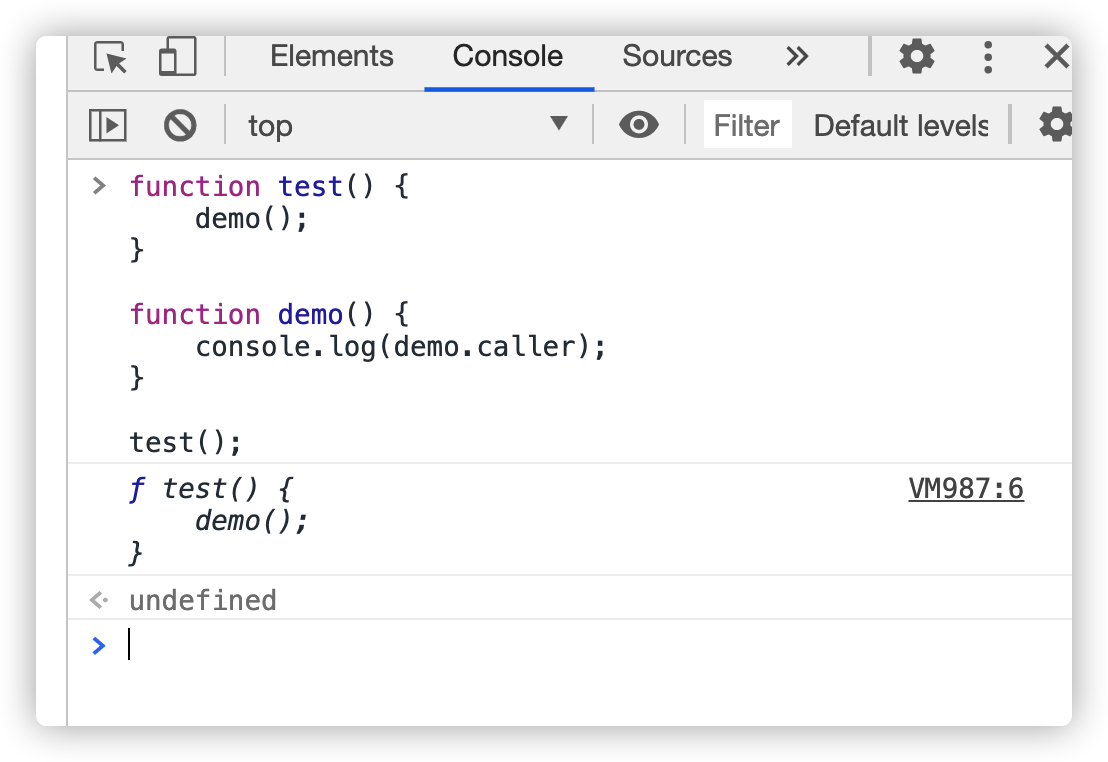 Elements Console Sources »
top ▼ Filter Default levels
> function test() {
    demo();
}
function demo() {
    console.log(demo.caller);
}
test();
ƒ test() { VM987:6
    demo();
}
undefined
>